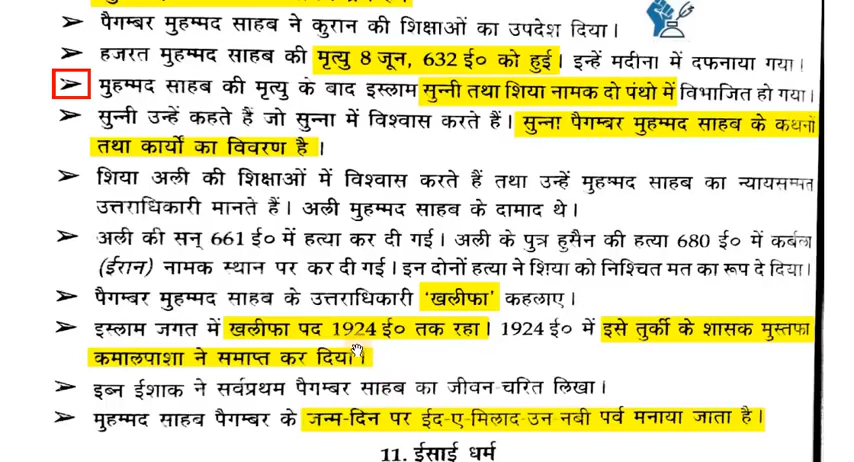 ➢ पैगम्बर मुहम्मद साहब ने कुरान की शिक्षाओं का उपदेश दिया।
➢ हजरत मुहम्मद साहब की मृत्यु 8 जून, 632 ई० को हुई। इन्हें मदीना में दफनाया गया।
➢ मुहम्मद साहब की मृत्यु के बाद इस्लाम सुन्नी तथा शिया नामक दो पंथो में विभाजित हो गया।
➢ सुन्नी उन्हें कहते हैं जो सुन्ना में विश्वास करते हैं। सुन्ना पैगम्बर मुहम्मद साहब के कथनों
तथा कार्यों का विवरण है।
➢ शिया अली की शिक्षाओं में विश्वास करते हैं तथा उन्हें मुहम्मद साहब का न्यायसम्मत
उत्तराधिकारी मानते हैं। अली मुहम्मद साहब के दामाद थे।
➢ अली की सन् 661 ई० में हत्या कर दी गई। अली के पुत्र हुसैन की हत्या 680 ई० में कर्बला
(ईरान) नामक स्थान पर कर दी गई। इन दोनों हत्या ने शिया को निश्चित मत का रूप दे दिया।
➢ पैगम्बर मुहम्मद साहब के उत्तराधिकारी ‘खलीफा’ कहलाए।
➢ इस्लाम जगत में खलीफा पद 1924 ई० तक रहा। 1924 ई० में इसे तुर्की के शासक मुस्तफा
कमालपाशा ने समाप्त कर दिया।
➢ इब्न ईशाक ने सर्वप्रथम पैगम्बर साहब का जीवन-चरित लिखा।
➢ मुहम्मद साहब पैगम्बर के जन्म-दिन पर ईद-ए-मिलाद-उन-नबी पर्व मनाया जाता है।
11. ईसाई धर्म